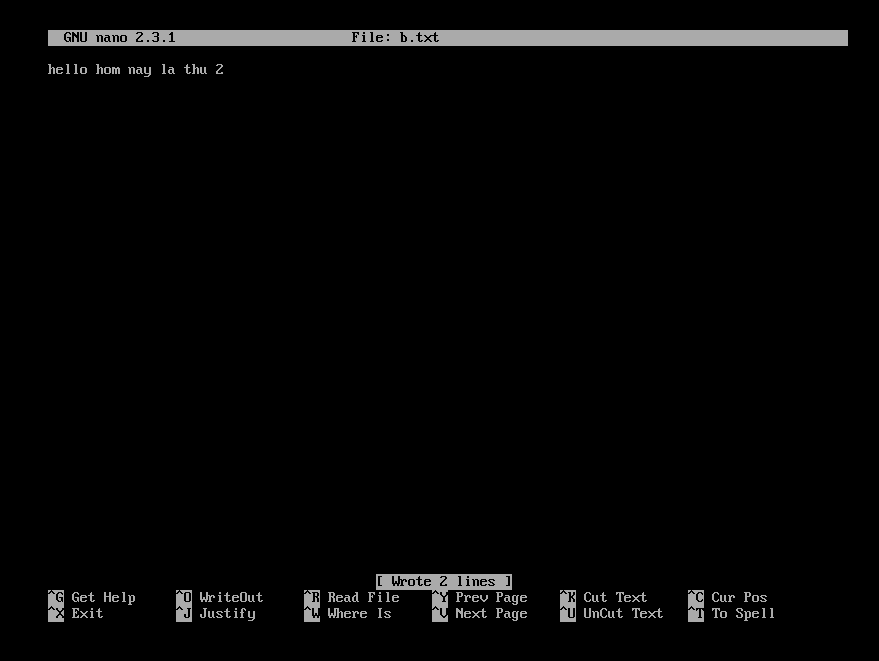 GNU nano 2.3.1 File: b.txt
hello hom nay la thu 2
[ Wrote 2 lines ]
^G Get Help ^O WriteOut ^R Read File ^Y Prev Page ^K Cut Text ^C Cur Pos
^X Exit ^J Justify ^W Where Is ^V Next Page ^U UnCut Text ^T To Spell